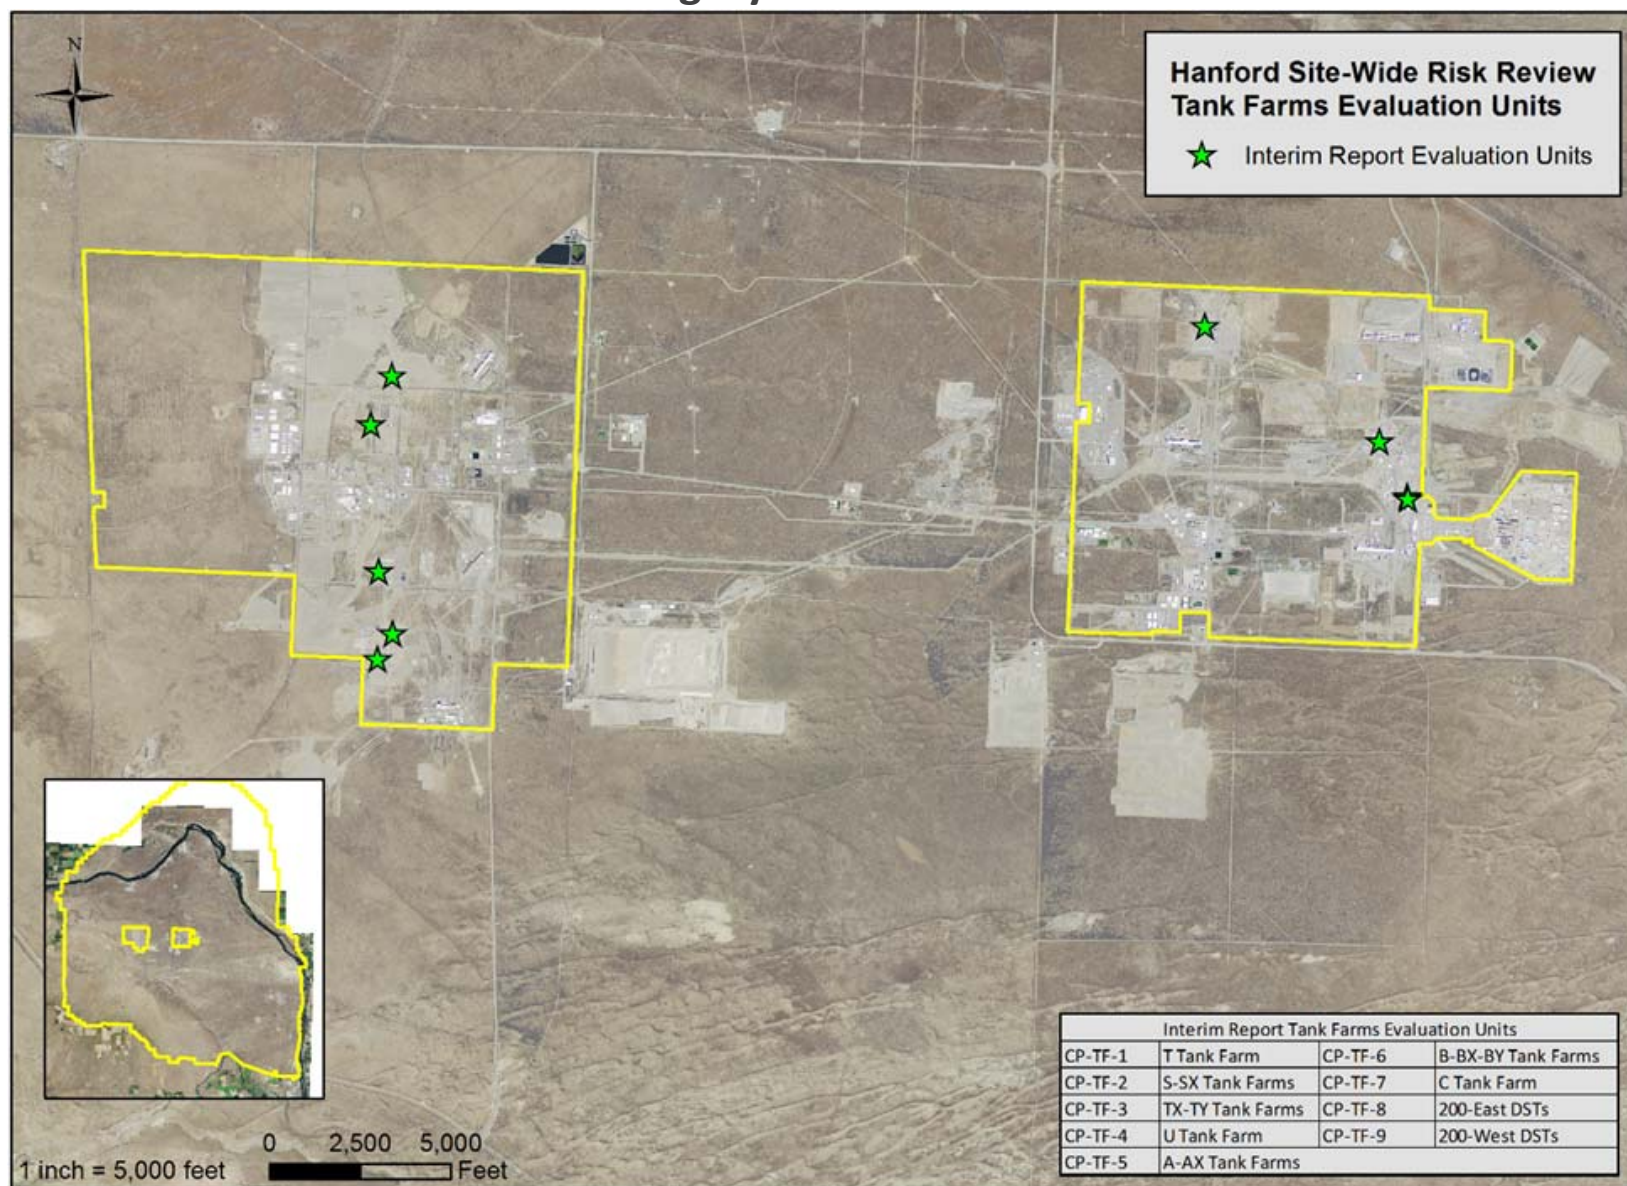 N
Hanford Site-Wide Risk Review
Tank Farms Evaluation Units
Interim Report Evaluation Units
0 2,500 5,000
Feet
1 inch = 5,000 feet
Interim Report Tank Farms Evaluation Units
CP-TF-1 T Tank Farm CP-TF-6 B-BX-BY Tank Farms
CP-TF-2 S-SX Tank Farms CP-TF-7 C Tank Farm
CP-TF-3 TX-TY Tank Farms CP-TF-8 200-East DSTs
CP-TF-4 U Tank Farm CP-TF-9 200-West DSTs
CP-TF-5 A-AX Tank Farms